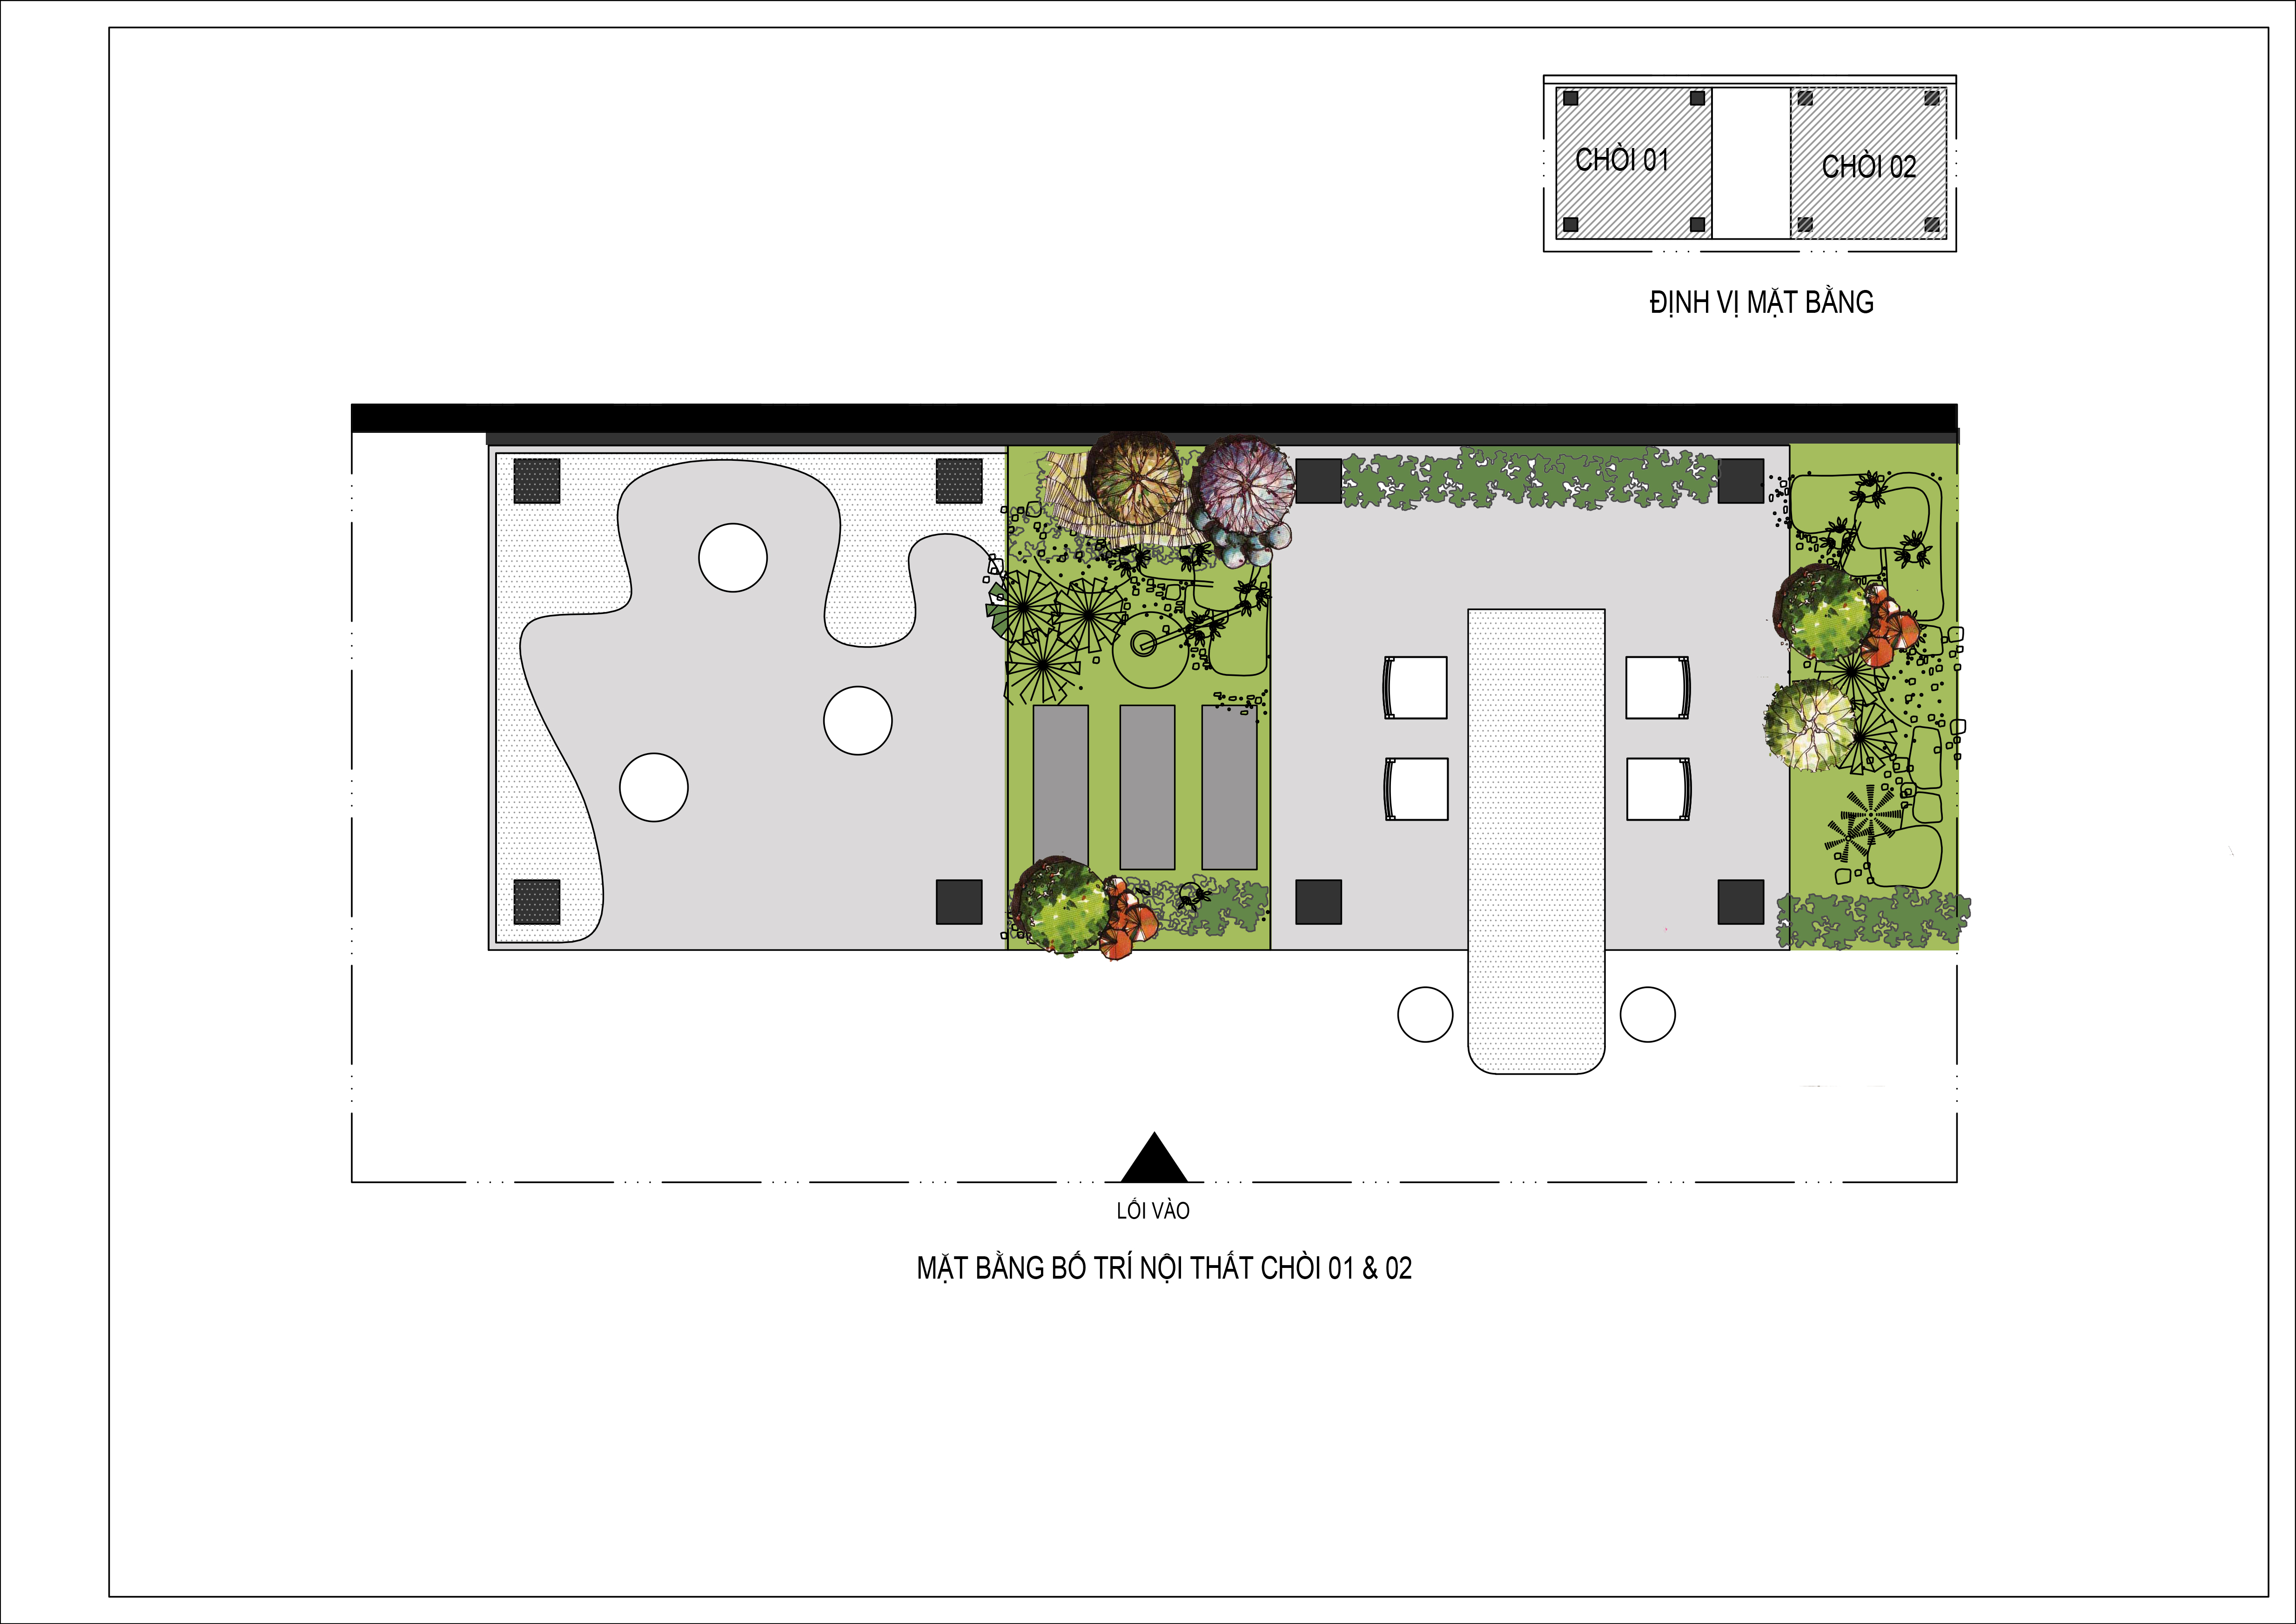 CHÒI 01
CHÒI 02
ĐỊNH VỊ MẶT BẰNG
LỐI VÀO
MẶT BẰNG BỐ TRÍ NỘI THẤT CHÒI 01 & 02